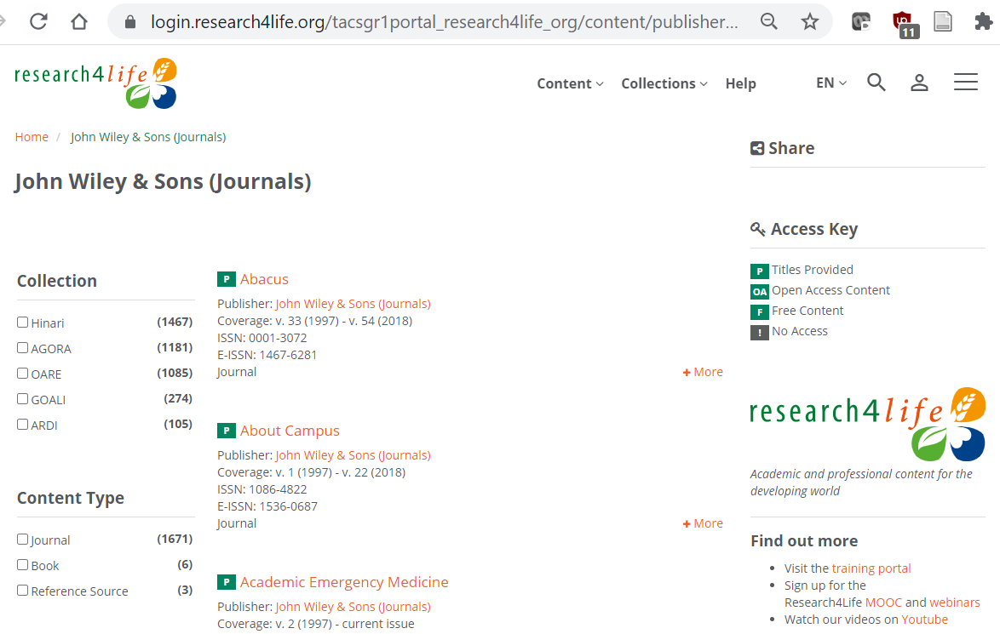 login.research4life.org/tacsgr1portal_research4life_org/content/publisher...
11
research4life
Content
Collections
Help
EN
Home / John Wiley & Sons (Journals)
John Wiley & Sons (Journals)
Collection
Hinari (1467)
AGORA (1181)
OARE (1085)
GOALI (274)
ARDI (105)
Content Type
Journal (1671)
Book (6)
Reference Source (3)
P Abacus
Publisher: John Wiley & Sons (Journals)
Coverage: v. 33 (1997) - v. 54 (2018)
ISSN: 0001-3072
E-ISSN: 1467-6281
Journal
+ More
P About Campus
Publisher: John Wiley & Sons (Journals)
Coverage: v. 1 (1997) - v. 22 (2018)
ISSN: 1086-4822
E-ISSN: 1536-0687
Journal
+ More
P Academic Emergency Medicine
Publisher: John Wiley & Sons (Journals)
Coverage: v. 2 (1997) - current issue
Share
Access Key
P Titles Provided
OA Open Access Content
F Free Content
! No Access
research4life
Academic and professional content for the
developing world
Find out more
Visit the training portal
Sign up for the
Research4Life MOOC and webinars
Watch our videos on Youtube